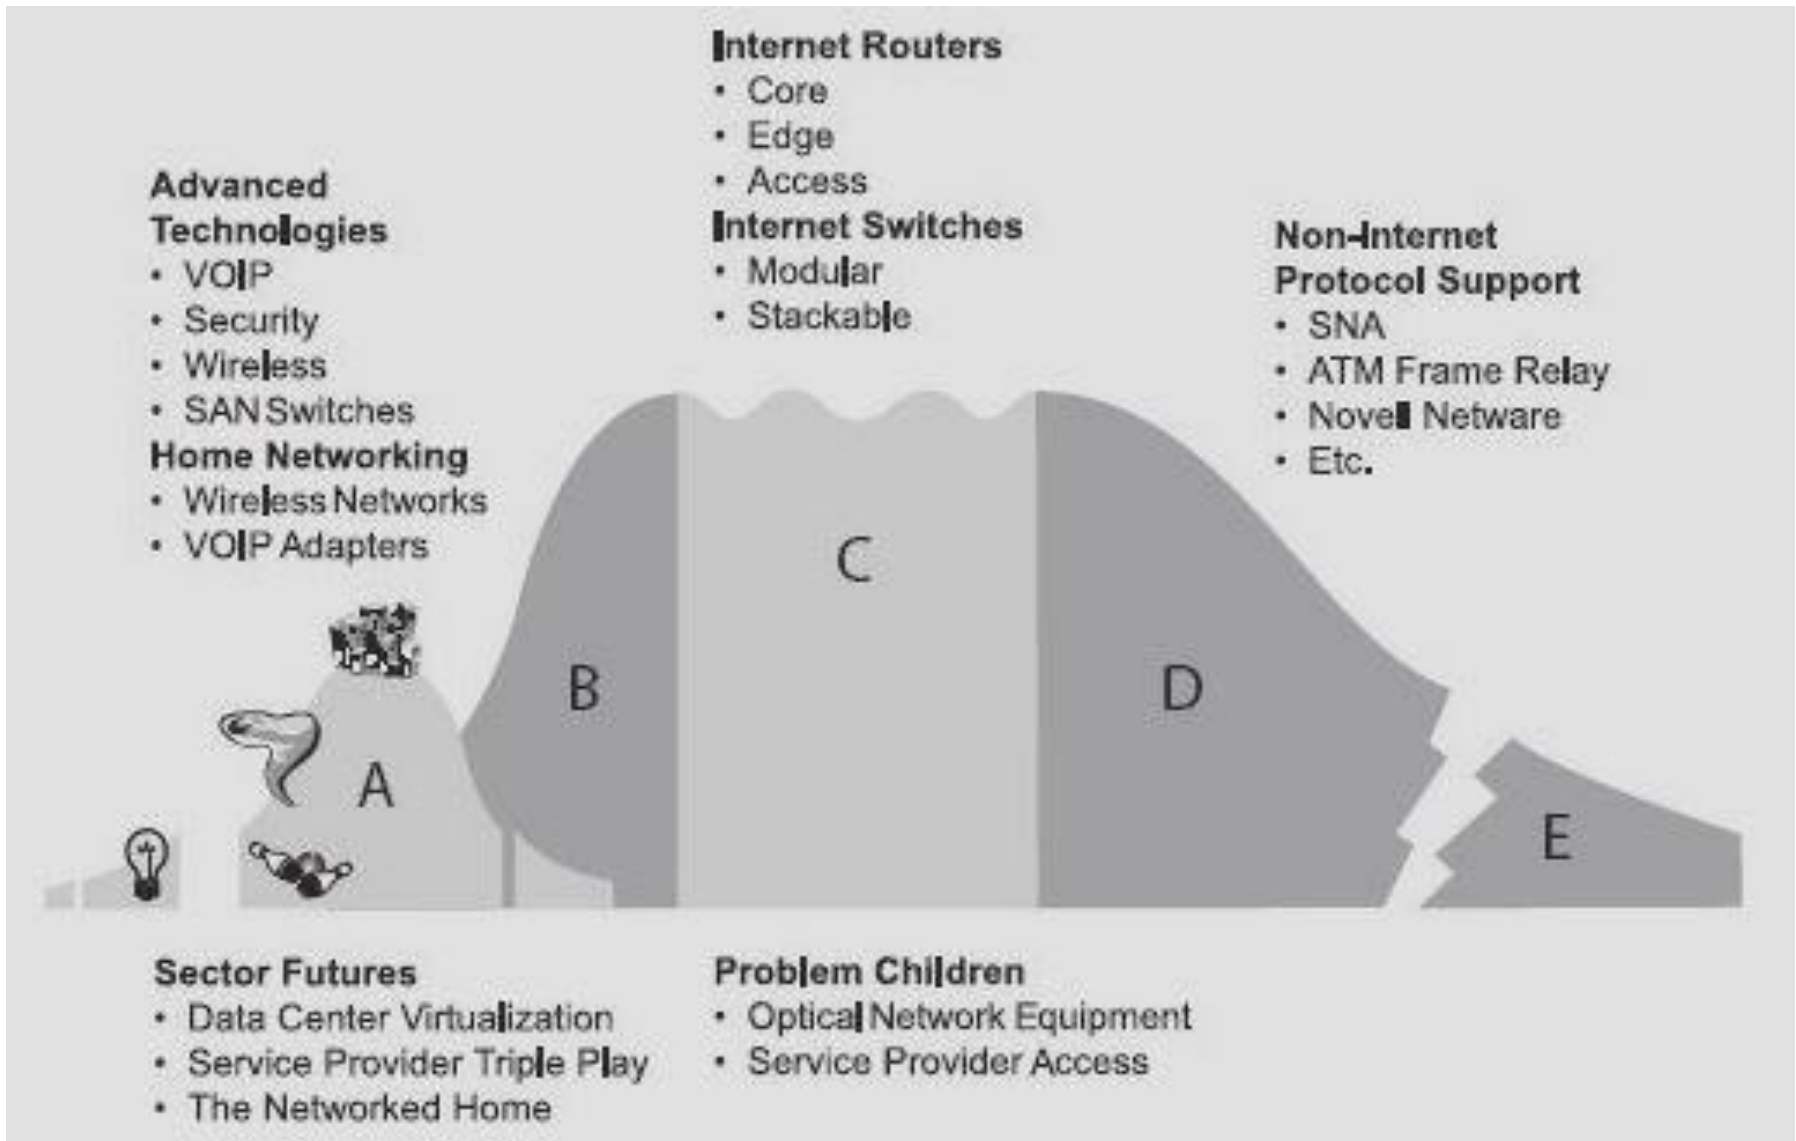 Internet Routers
• Core
• Edge
• Access
Internet Switches
• Modular
• Stackable
Advanced
Technologies
• VOIP
• Security
• Wireless
• SAN Switches
Home Networking
• Wireless Networks
• VOIP Adapters
Non-Internet
Protocol Support
• SNA
• ATM Frame Relay
• Novell Netware
• Etc.
A
B
C
D
E
Sector Futures
• Data Center Virtualization
• Service Provider Triple Play
• The Networked Home
Problem Children
• Optical Network Equipment
• Service Provider Access